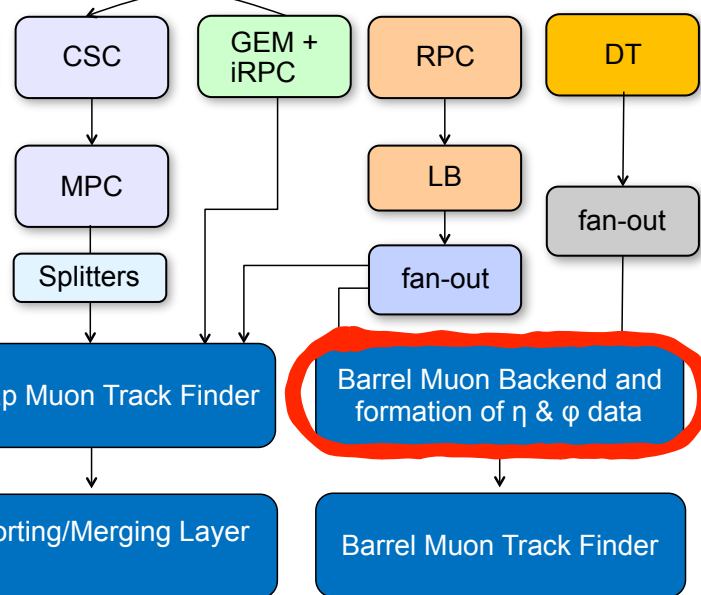 CSC
GEM +
iRPC
RPC
DT
MPC
LB
fan-out
Splitters
fan-out
p Muon Track Finder
Barrel Muon Backend and
formation of η & φ data
orting/Merging Layer
Barrel Muon Track Finder